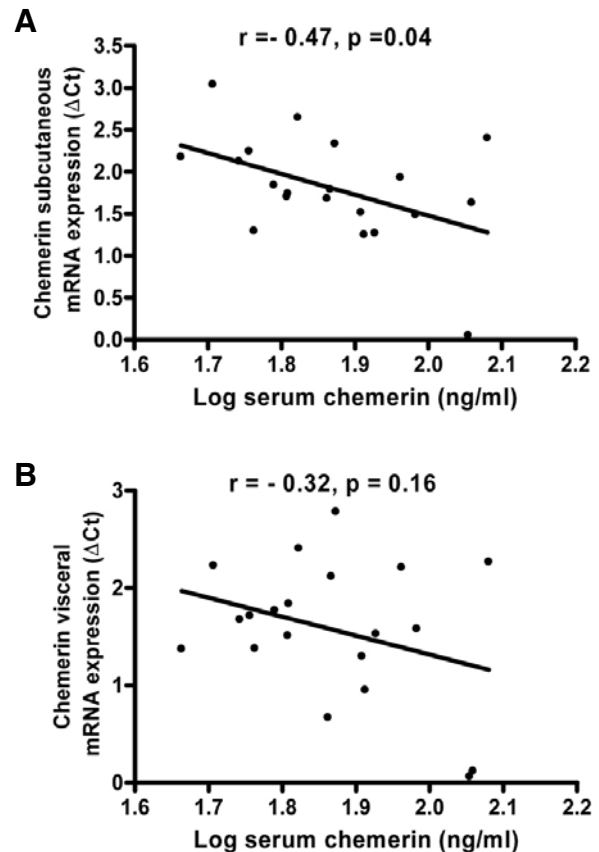 A
r =- 0.47, p =0.04
Chemerin subcutaneous
mRNA expression (ΔCt)
3.5
3.0
2.5
2.0
1.5
1.0
0.5
0.0
1.6 1.7 1.8 1.9 2.0 2.1 2.2
Log serum chemerin (ng/ml)
B
r = - 0.32, p = 0.16
Chemerin visceral
mRNA expression (ΔCt)
3
2
1
0
1.6 1.7 1.8 1.9 2.0 2.1 2.2
Log serum chemerin (ng/ml)